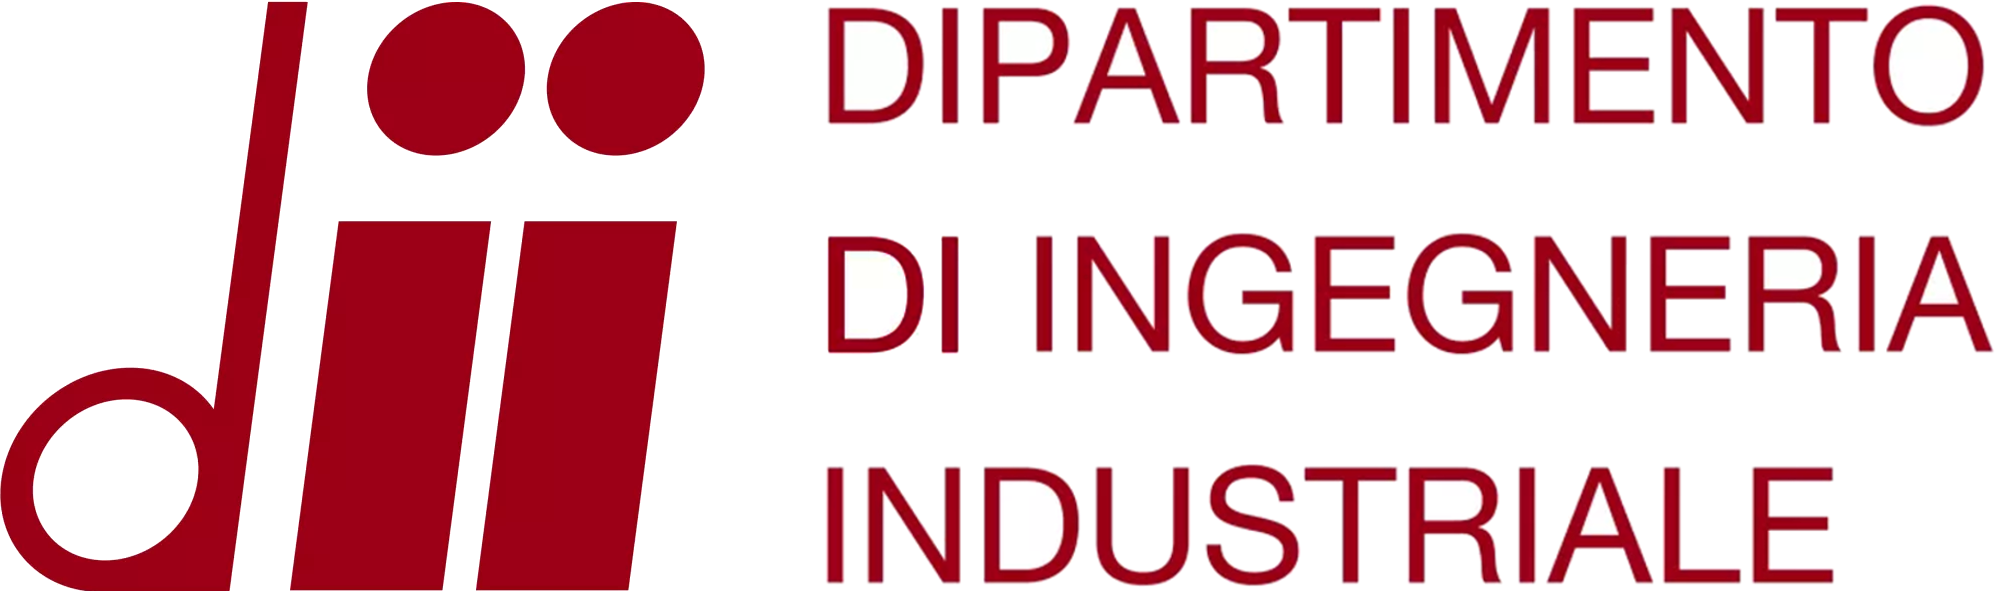 dii
DIPARTIMENTO
DI INGEGNERIA
INDUSTRIALE